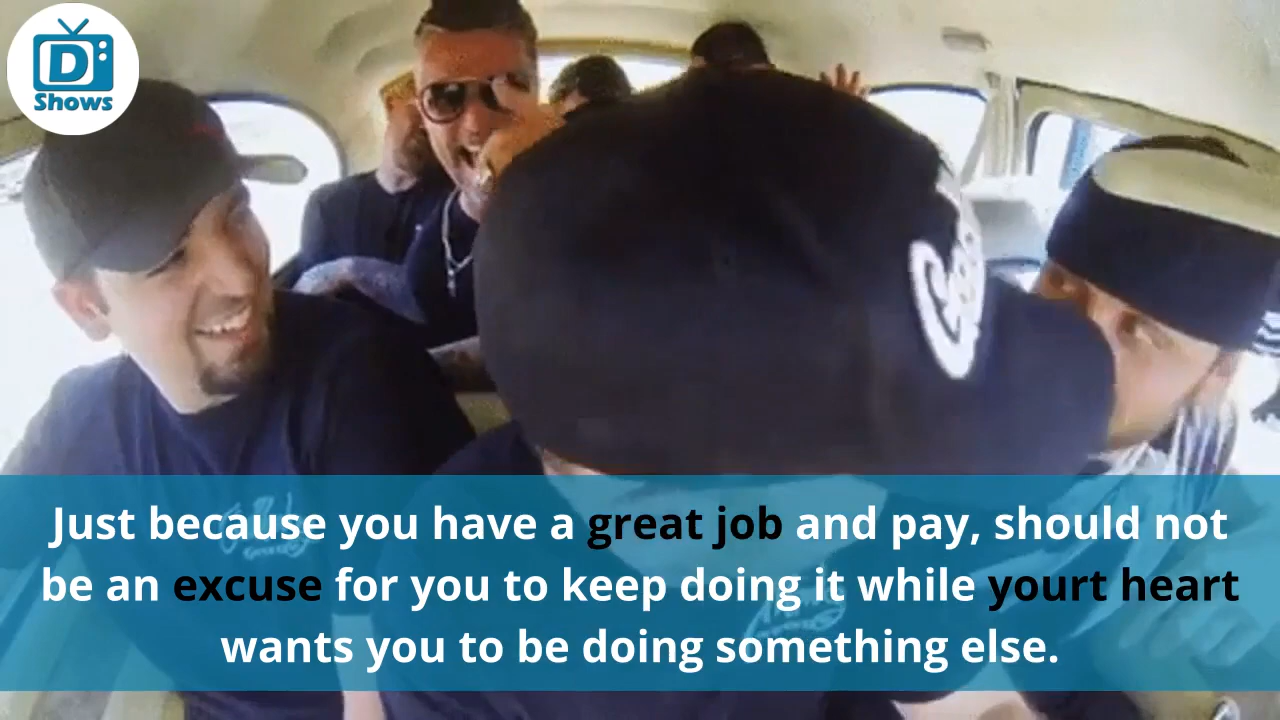 D
Shows
Just because you have a great job and pay, should not
be an excuse for you to keep doing it while yourt heart
wants you to be doing something else.